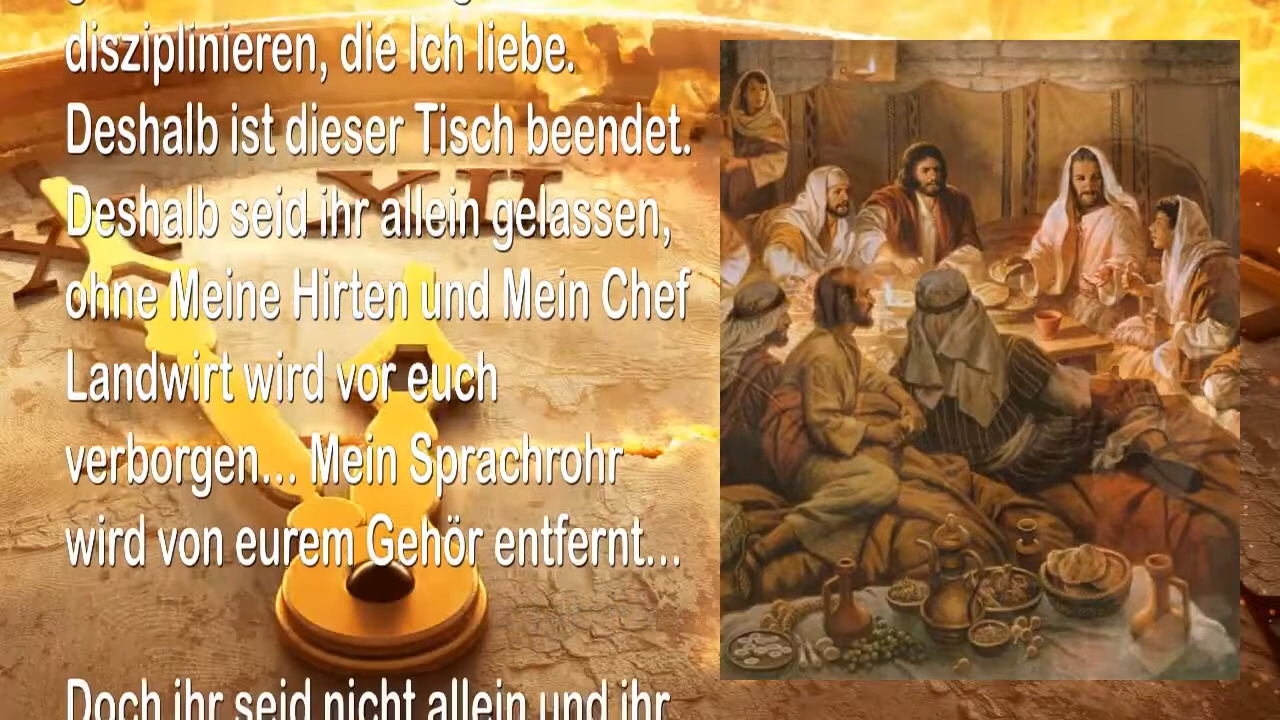 disziplinieren, die Ich liebe.
Deshalb ist dieser Tisch beendet.
Deshalb seid ihr allein gelassen,
ohne Meine Hirten und Mein Chef
Landwirt wird vor euch
verborgen... Mein Sprachrohr
wird von eurem Gehör entfernt...
Doch ihr seid nicht allein und ihr
XII